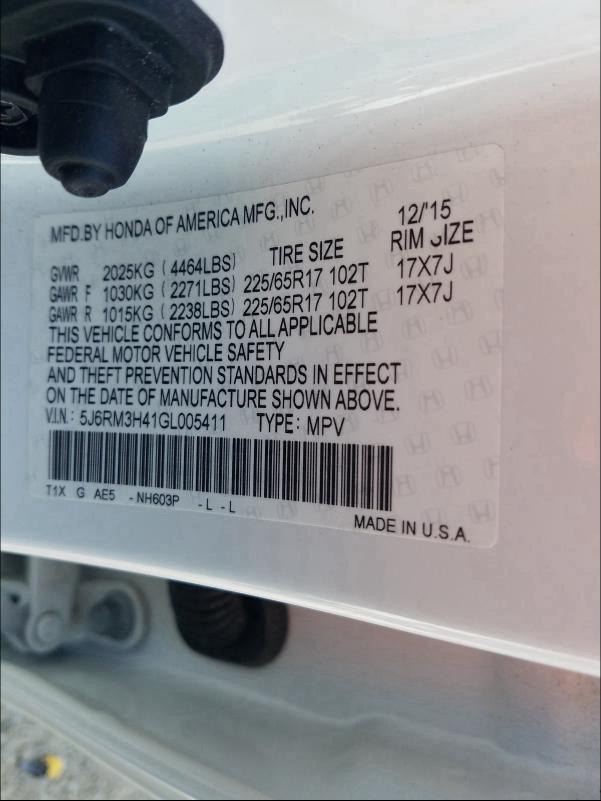 MFD.BY HONDA OF AMERICA MFG.,INC. 12/'15
GVWR 2025KG (4464LBS) TIRE SIZE RIM SIZE
GAWR F 1030KG (2271LBS) 225/65R17 102T 17X7J
GAWR R 1015KG (2238LBS) 225/65R17 102T 17X7J
THIS VEHICLE CONFORMS TO ALL APPLICABLE
FEDERAL MOTOR VEHICLE SAFETY
AND THEFT PREVENTION STANDARDS IN EFFECT
ON THE DATE OF MANUFACTURE SHOWN ABOVE.
V.I.N: 5J6RM3H41GL005411 TYPE: MPV
T1X G AE5 -NH603P -L -L
MADE IN U.S.A.